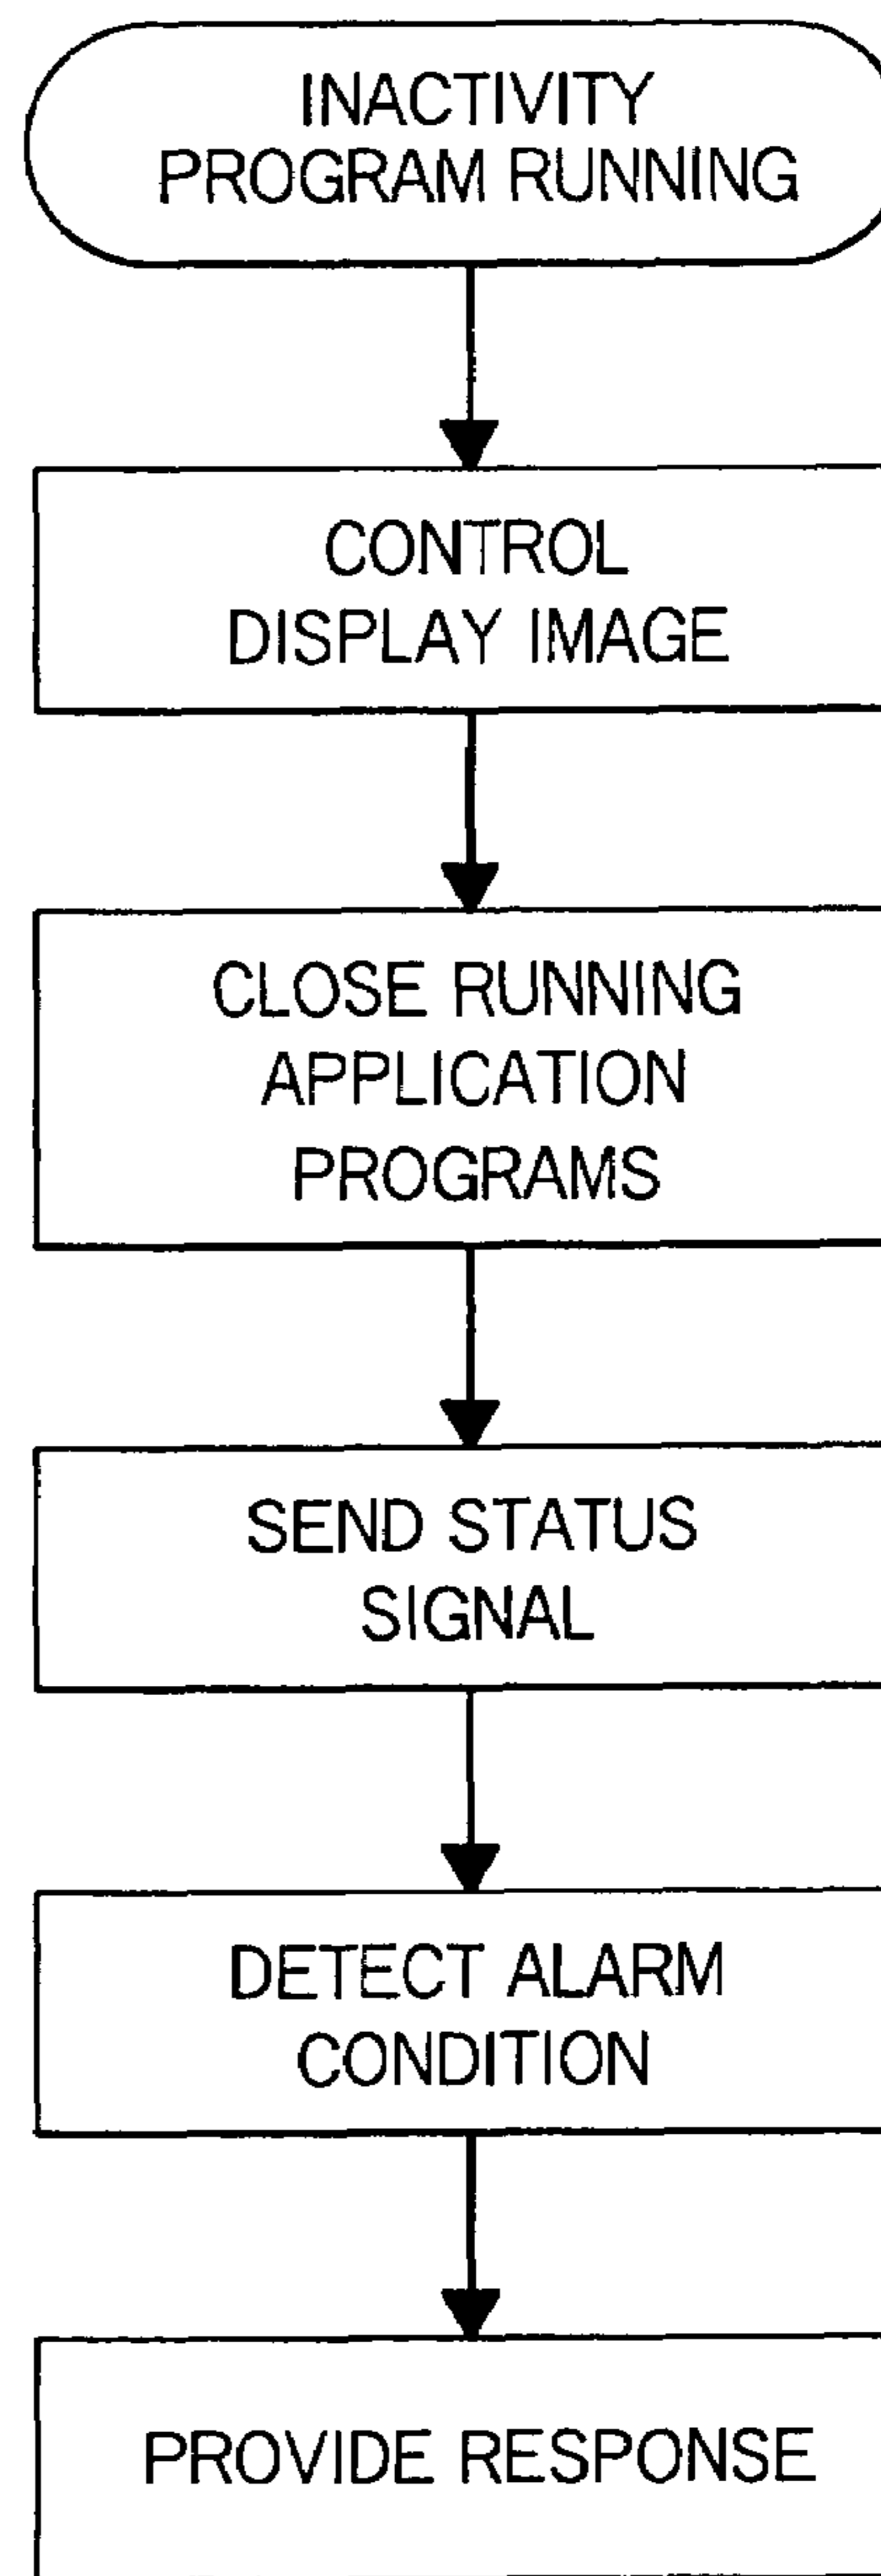 INACTIVITY
PROGRAM RUNNING
CONTROL
DISPLAY IMAGE
CLOSE RUNNING
APPLICATION
PROGRAMS
SEND STATUS
SIGNAL
DETECT ALARM
CONDITION
PROVIDE RESPONSE